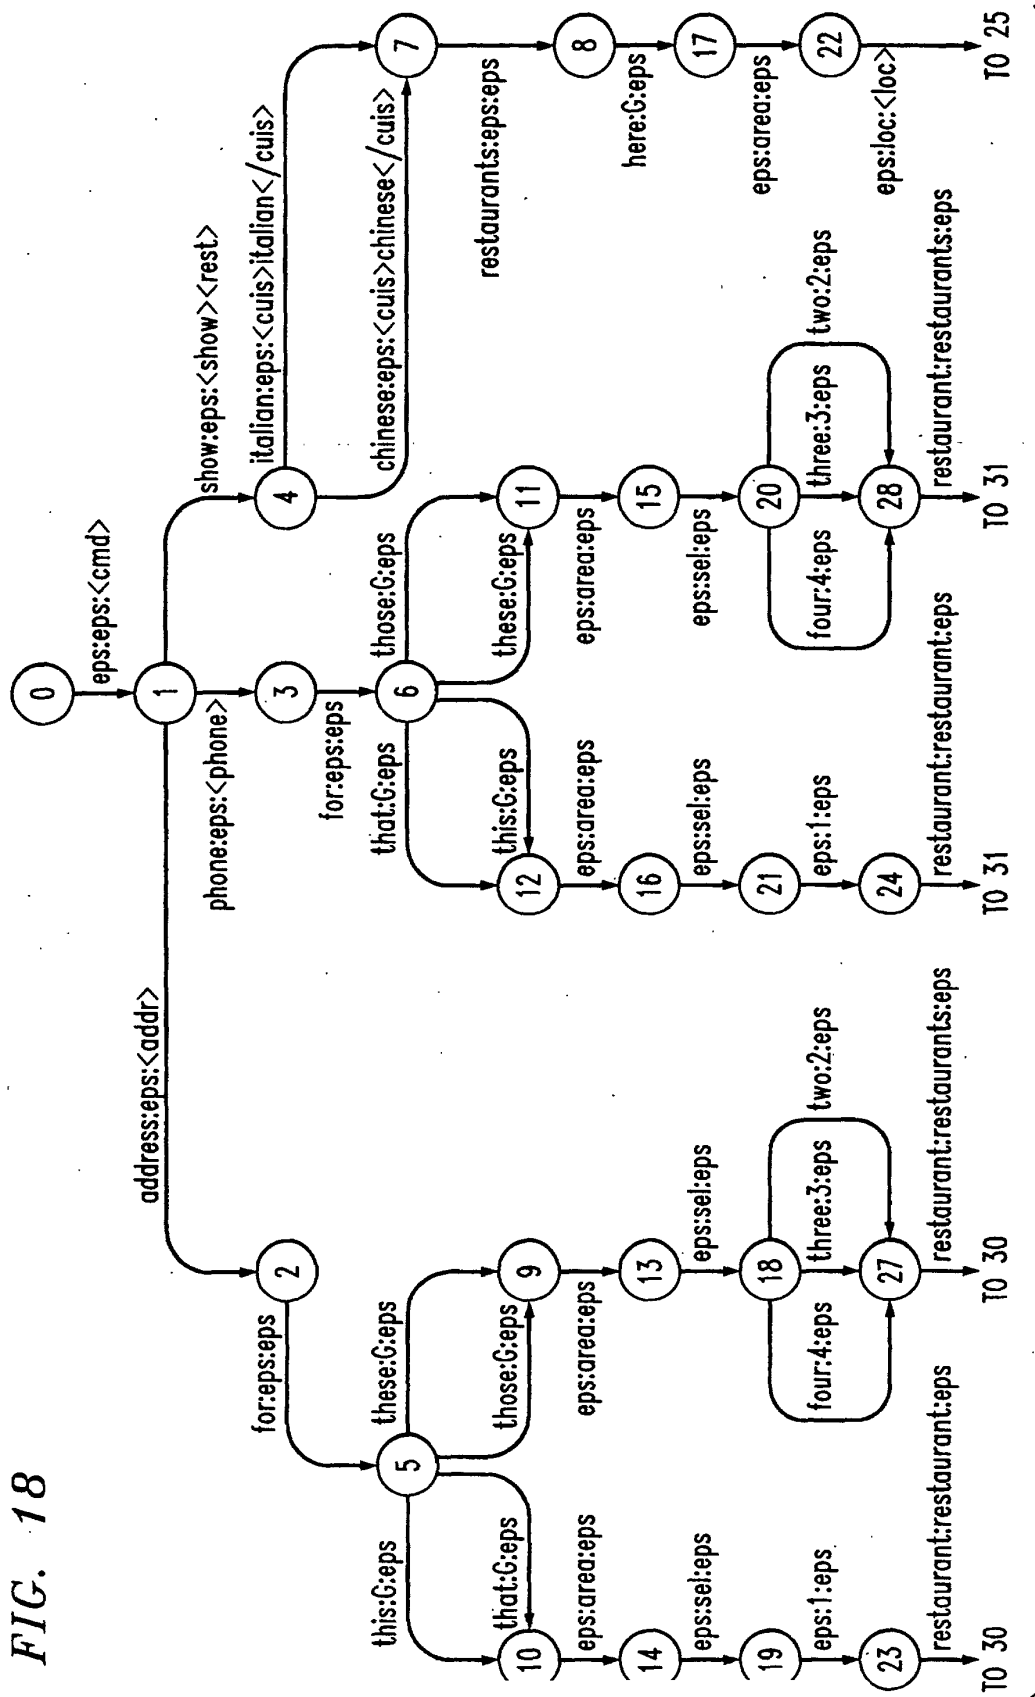 FIG. 18
0
eps:eps:<cmd>
1
address:eps:<addr>
phone:eps:<phone>
show:eps:<show><rest>
2
3
4
for:eps:eps
for:eps:eps
italian:eps:<cuis>italian</cuis>
chinese:eps:<cuis>chinese</cuis>
5
6
7
this:G:eps
these:G:eps
that:G:eps
those:G:eps
that:G:eps
those:G:eps
this:G:eps
these:G:eps
restaurants:eps:eps
10
9
12
11
8
eps:area:eps
eps:area:eps
eps:area:eps
eps:area:eps
here:G:eps
14
13
16
15
17
eps:sel:eps
eps:sel:eps
eps:sel:eps
eps:sel:eps
eps:area:eps
19
18
21
20
22
eps:1:eps
four:4:eps
three:3:eps
two:2:eps
eps:1:eps
four:4:eps
three:3:eps
two:2:eps
eps:loc:<loc>
23
27
24
28
restaurant:restaurant:eps
restaurant:restaurants:eps
restaurant:restaurant:eps
restaurant:restaurants:eps
TO 30
TO 30
TO 31
TO 31
TO 25